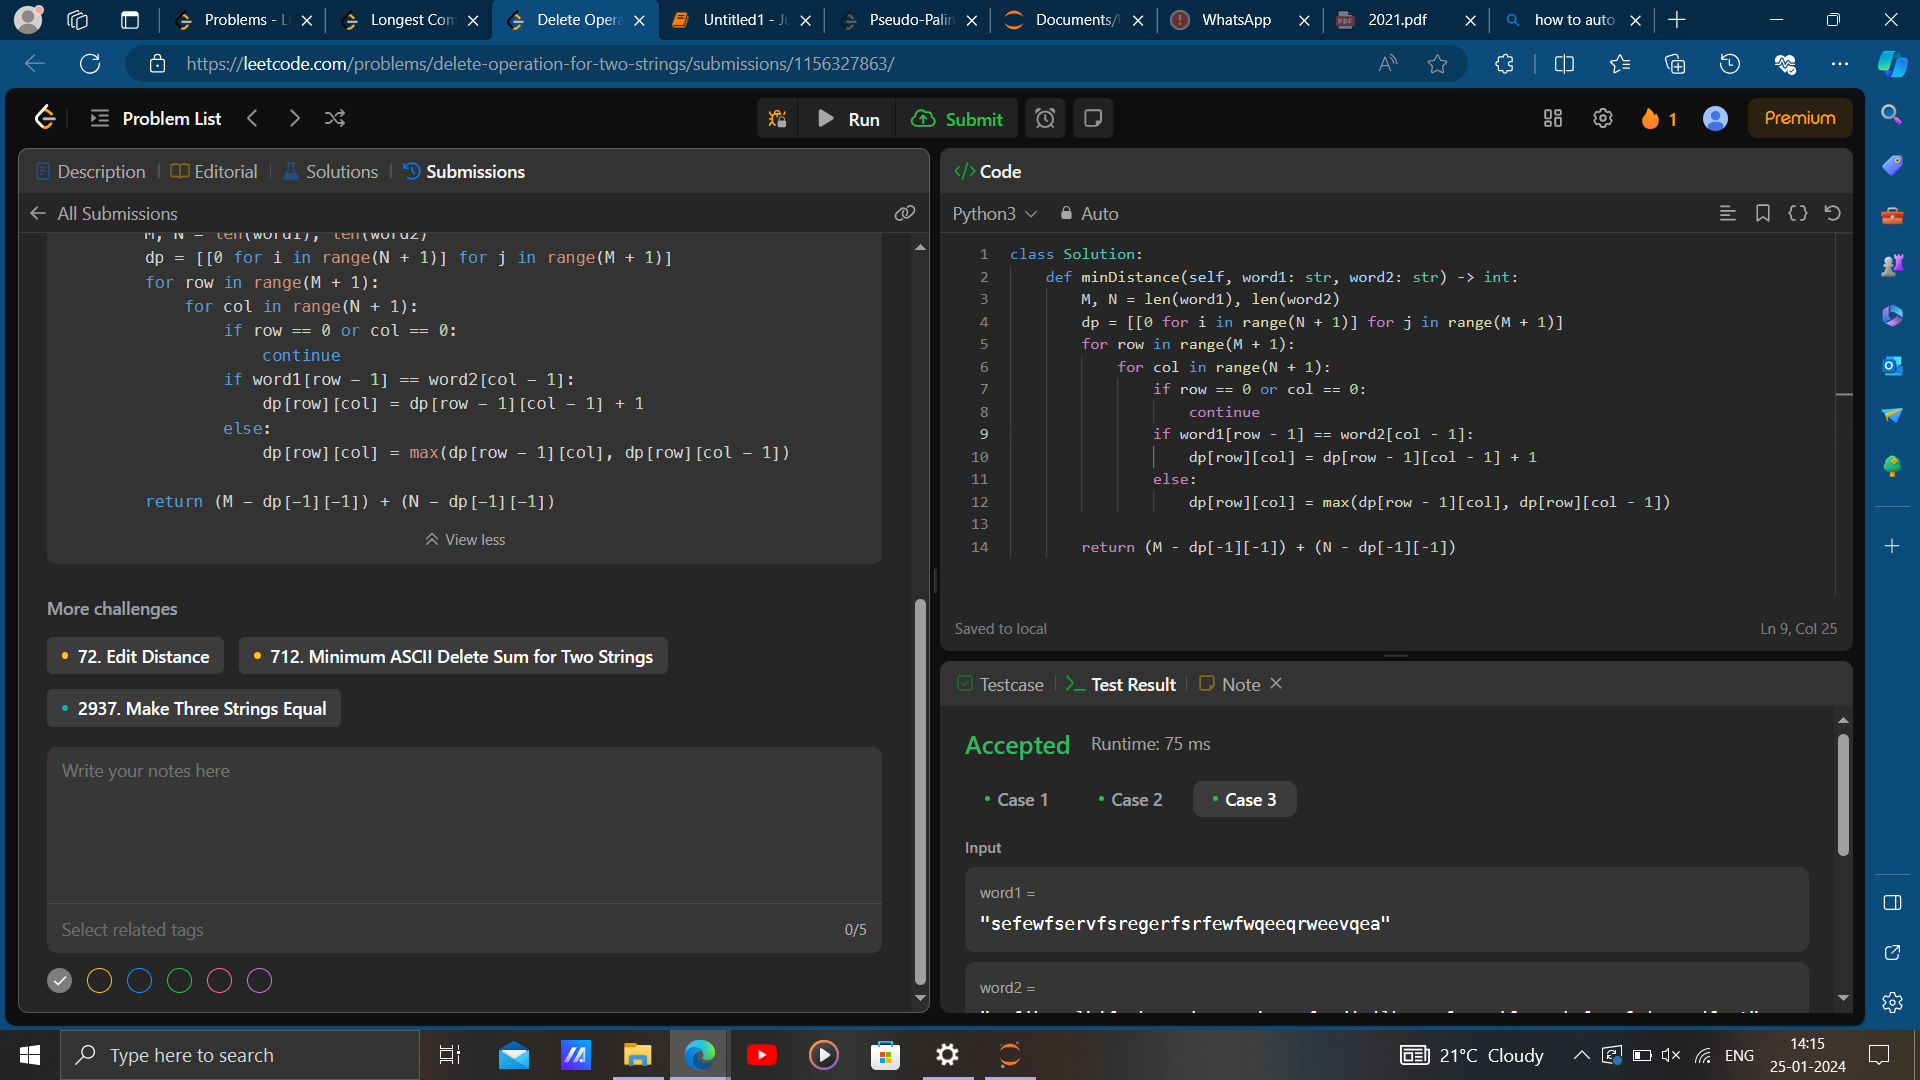 Problems - L
Longest Com
Delete Opera
Untitled1 - Ju
Pseudo-Palin
Documents/
WhatsApp
2021.pdf
how to auto
https://leetcode.com/problems/delete-operation-for-two-strings/submissions/1156327863/
Problem List
Run
Submit
1
Premium
Description
Editorial
Solutions
Submissions
All Submissions
M, N = len(word1), len(word2)
dp = [[0 for i in range(N + 1)] for j in range(M + 1)]
for row in range(M + 1):
for col in range(N + 1):
if row == 0 or col == 0:
continue
if word1[row - 1] == word2[col - 1]:
dp[row][col] = dp[row - 1][col - 1] + 1
else:
dp[row][col] = max(dp[row - 1][col], dp[row][col - 1])
return (M - dp[-1][-1]) + (N - dp[-1][-1])
View less
More challenges
72. Edit Distance
712. Minimum ASCII Delete Sum for Two Strings
2937. Make Three Strings Equal
Write your notes here
Select related tags
0/5
</> Code
Python3
Auto
1 class Solution:
2 def minDistance(self, word1: str, word2: str) -> int:
3 M, N = len(word1), len(word2)
4 dp = [[0 for i in range(N + 1)] for j in range(M + 1)]
5 for row in range(M + 1):
6 for col in range(N + 1):
7 if row == 0 or col == 0:
8 continue
9 if word1[row - 1] == word2[col - 1]:
10 dp[row][col] = dp[row - 1][col - 1] + 1
11 else:
12 dp[row][col] = max(dp[row - 1][col], dp[row][col - 1])
13
14 return (M - dp[-1][-1]) + (N - dp[-1][-1])
Saved to local
Ln 9, Col 25
Testcase
Test Result
Note
Accepted
Runtime: 75 ms
Case 1
Case 2
Case 3
Input
word1 =
"sefewfservfsregerfsrfewfwqeeqrweevqea"
word2 =
Type here to search
21°C Cloudy
ENG
14:15
25-01-2024